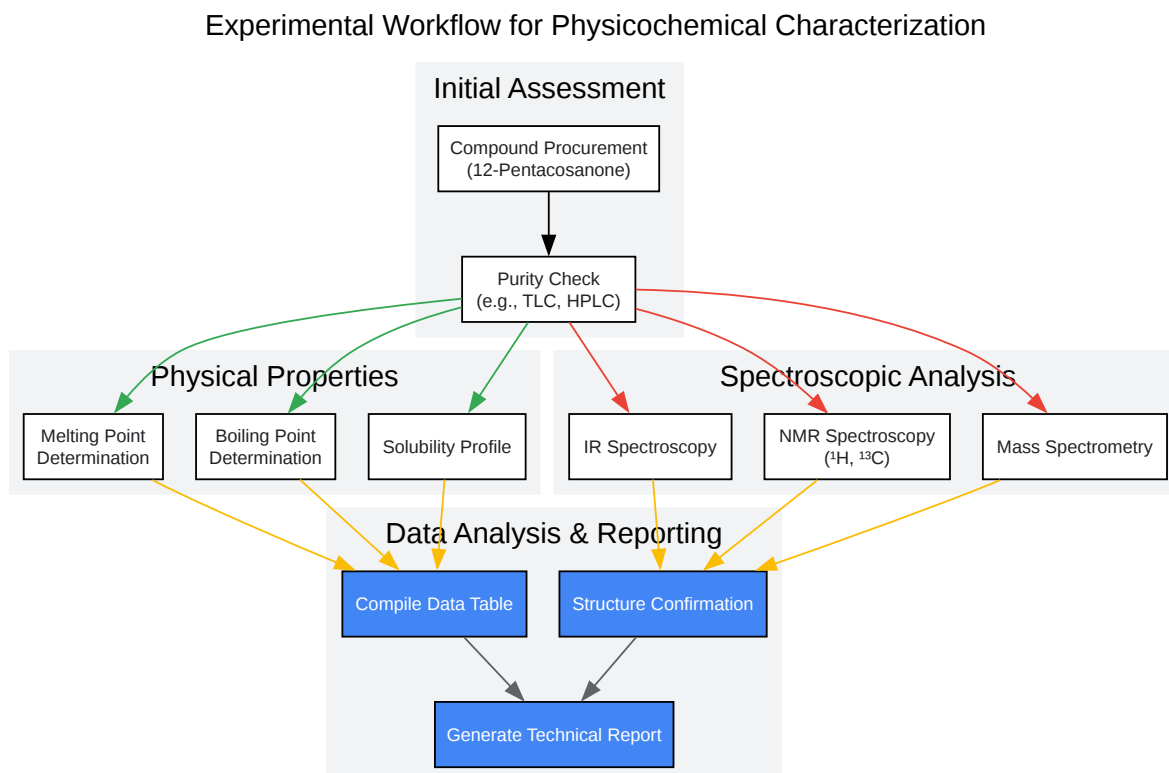 Experimental Workflow for Physicochemical Characterization
Initial Assessment
Compound Procurement
(12-Pentacosanone)
Purity Check
(e.g., TLC, HPLC)
Physical Properties
Spectroscopic Analysis
Melting Point
Determination
Boiling Point
Determination
Solubility Profile
IR Spectroscopy
NMR Spectroscopy
(¹H, ¹³C)
Mass Spectrometry
Data Analysis & Reporting
Compile Data Table
Structure Confirmation
Generate Technical Report